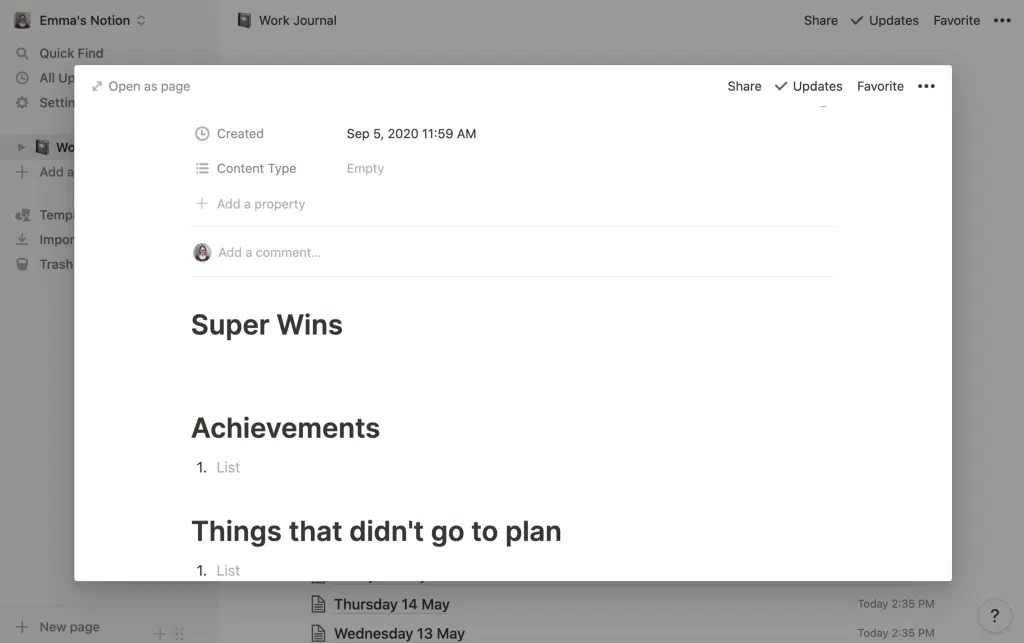 Emma's Notion
Work Journal
Share Updates Favorite
Quick Find
All Up
Settin
Wo
Add a
Templ
Impor
Trash
New page
Open as page
Share Updates Favorite
Created Sep 5, 2020 11:59 AM
Content Type Empty
Add a property
Add a comment...
Super Wins
Achievements
1. List
Things that didn't go to plan
1. List
Thursday 14 May Today 2:35 PM
Wednesday 13 May Today 2:35 PM
?